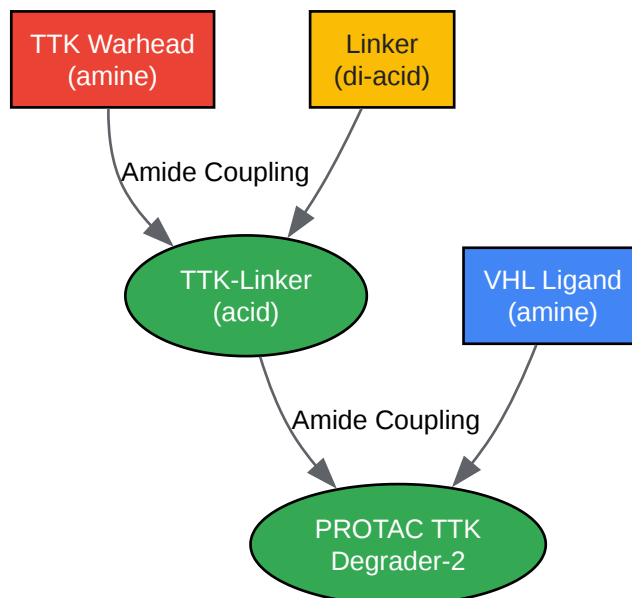 TTK Warhead
(amine)
Linker
(di-acid)
Amide Coupling
TTK-Linker
(acid)
VHL Ligand
(amine)
Amide Coupling
PROTAC TTK
Degrader-2